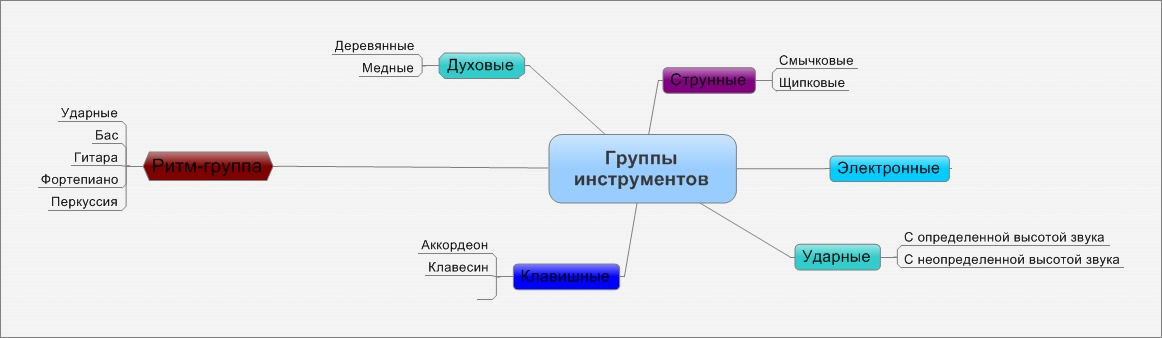 Деревянные
Медные
Духовые
Смычковые
Щипковые
Струнные
Ударные
Бас
Гитара
Фортепиано
Перкуссия
Ритм-группа
Группы
инструментов
Электронные
Аккордеон
Клавесин
Клавишные
Ударные
С определенной высотой звука
С неопределенной высотой звука